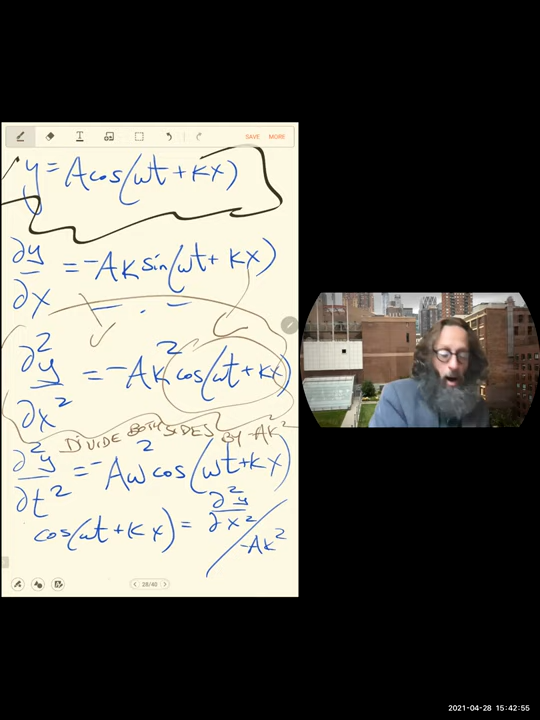 T SAVE MORE
y = A cos(ωt + kx)
∂y/∂x = -Ak sin(ωt + kx)
∂²y/∂x² = -Ak² cos(ωt + kx)
DIVIDE BOTH SIDES BY -AK²
∂²y/∂t² = -Aω² cos(ωt + kx)
cos(ωt + kx) = ∂²y/∂x² / -Ak²
28/40
2021-04-28 15:42:55